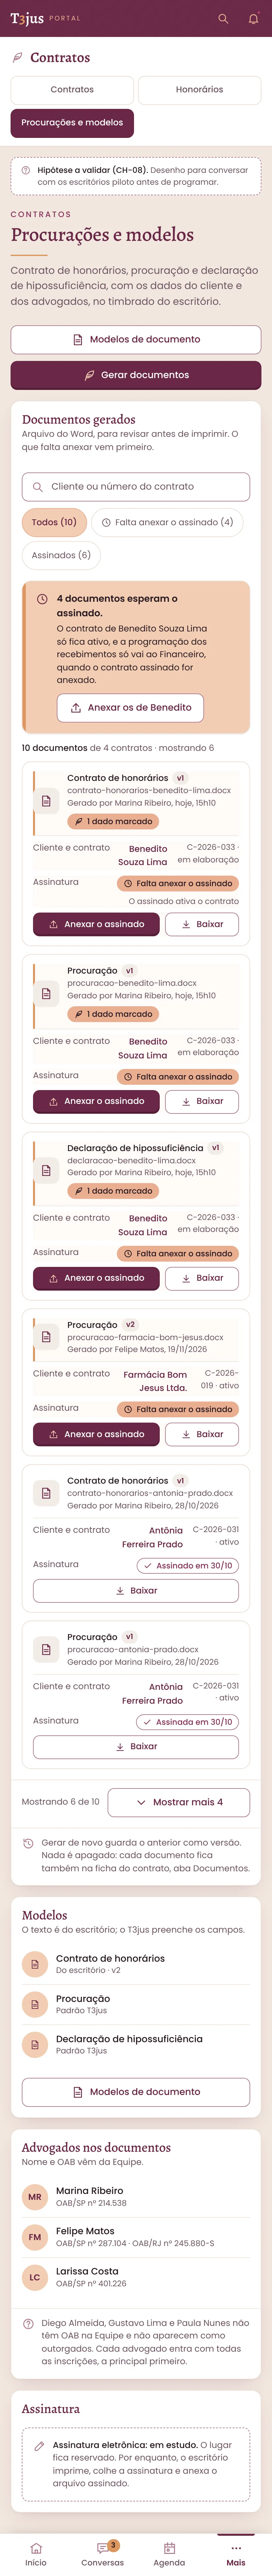 T3jus PORTAL
Contratos
Contratos
Honorários
Procurações e modelos
Hipótese a validar (CH-08). Desenho para conversar
com os escritórios piloto antes de programar.
CONTRATOS
Procurações e modelos
Contrato de honorários, procuração e declaração
de hipossuficiência, com os dados do cliente e
dos advogados, no timbrado do escritório.
Modelos de documento
Gerar documentos
Documentos gerados
Arquivo do Word, para revisar antes de imprimir. O
que falta anexar vem primeiro.
Cliente ou número do contrato
Todos (10)
Falta anexar o assinado (4)
Assinados (6)
4 documentos esperam o
assinado.
O contrato de Benedito Souza Lima
só fica ativo, e a programação dos
recebimentos só vai ao Financeiro,
quando o contrato assinado for
anexado.
Anexar os de Benedito
10 documentos de 4 contratos · mostrando 6
Contrato de honorários v1
contrato-honorarios-benedito-lima.docx
Gerado por Marina Ribeiro, hoje, 15h10
1 dado marcado
Cliente e contrato Benedito C-2026-033 ·
Souza Lima em elaboração
Assinatura Falta anexar o assinado
O assinado ativa o contrato
Anexar o assinado Baixar
Procuração v1
procuracao-benedito-lima.docx
Gerado por Marina Ribeiro, hoje, 15h10
1 dado marcado
Cliente e contrato Benedito C-2026-033 ·
Souza Lima em elaboração
Assinatura Falta anexar o assinado
Anexar o assinado Baixar
Declaração de hipossuficiência v1
declaracao-benedito-lima.docx
Gerado por Marina Ribeiro, hoje, 15h10
1 dado marcado
Cliente e contrato Benedito C-2026-033 ·
Souza Lima em elaboração
Assinatura Falta anexar o assinado
Anexar o assinado Baixar
Procuração v2
procuracao-farmacia-bom-jesus.docx
Gerado por Felipe Matos, 19/11/2026
Cliente e contrato Farmácia Bom C-2026-
Jesus Ltda. 019 · ativo
Assinatura Falta anexar o assinado
Anexar o assinado Baixar
Contrato de honorários v1
contrato-honorarios-antonia-prado.docx
Gerado por Marina Ribeiro, 28/10/2026
Cliente e contrato Antônia C-2026-031
Ferreira Prado · ativo
Assinatura Assinado em 30/10
Baixar
Procuração v1
procuracao-antonia-prado.docx
Gerado por Marina Ribeiro, 28/10/2026
Cliente e contrato Antônia C-2026-031
Ferreira Prado · ativo
Assinatura Assinada em 30/10
Baixar
Mostrando 6 de 10 Mostrar mais 4
Gerar de novo guarda o anterior como versão.
Nada é apagado: cada documento fica
também na ficha do contrato, aba Documentos.
Modelos
O texto é do escritório; o T3jus preenche os campos.
Contrato de honorários
Do escritório · v2
Procuração
Padrão T3jus
Declaração de hipossuficiência
Padrão T3jus
Modelos de documento
Advogados nos documentos
Nome e OAB vêm da Equipe.
MR Marina Ribeiro
OAB/SP nº 214.538
FM Felipe Matos
OAB/SP nº 287.104 · OAB/RJ nº 245.880-S
LC Larissa Costa
OAB/SP nº 401.226
Diego Almeida, Gustavo Lima e Paula Nunes não
têm OAB na Equipe e não aparecem como
outorgados. Cada advogado entra com todas
as inscrições, a principal primeiro.
Assinatura
Assinatura eletrônica: em estudo. O lugar
fica reservado. Por enquanto, o escritório
imprime, colhe a assinatura e anexa o
arquivo assinado.
3
Início Conversas Agenda Mais